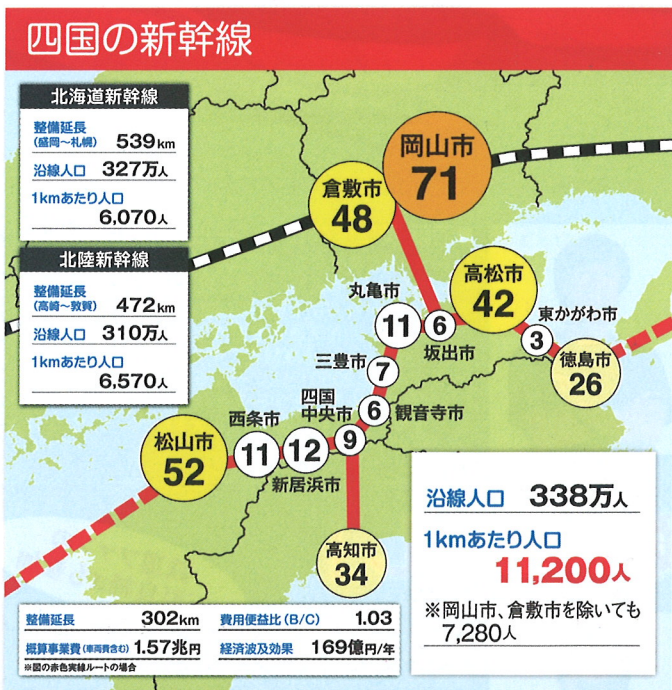 四国の新幹線
北海道新幹線
整備延長
(盛岡～札幌)
539km
沿線人口 327万人
1kmあたり人口
6,070人
北陸新幹線
整備延長
(高崎～敦賀)
472km
沿線人口 310万人
1kmあたり人口
6,570人
岡山市
71
倉敷市
48
高松市
42
丸亀市
11
6
坂出市
東かがわ市
3
徳島市
26
三豊市
7
四国
中央市
6
観音寺市
9
西条市
11
12
新居浜市
松山市
52
高知市
34
沿線人口 338万人
1kmあたり人口
11,200人
※岡山市、倉敷市を除いても
7,280人
整備延長 302km
費用便益比(B/C) 1.03
概算事業費(車両費含む) 1.57兆円
経済波及効果 169億円/年
※図の赤色実線ルートの場合